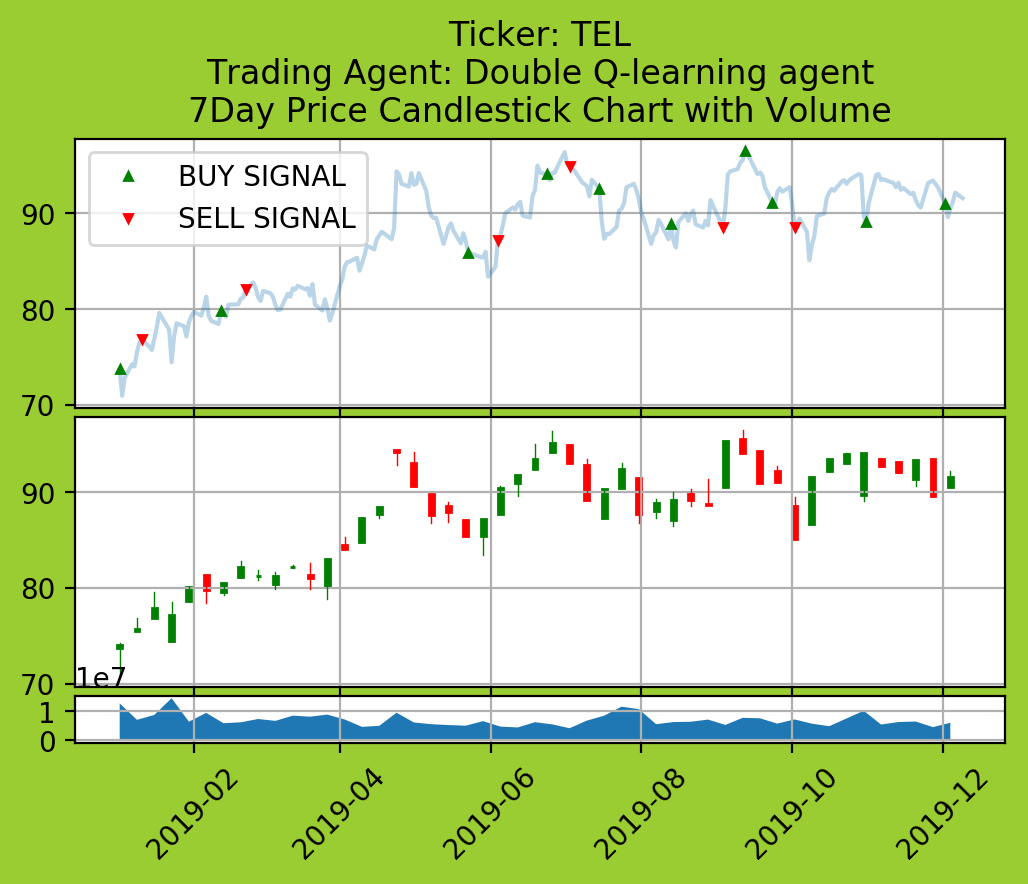 Ticker: TEL
Trading Agent: Double Q-learning agent
7Day Price Candlestick Chart with Volume
BUY SIGNAL
SELL SIGNAL
90
80
70
90
80
70
1e7
1
0
2019-02
2019-04
2019-06
2019-08
2019-10
2019-12